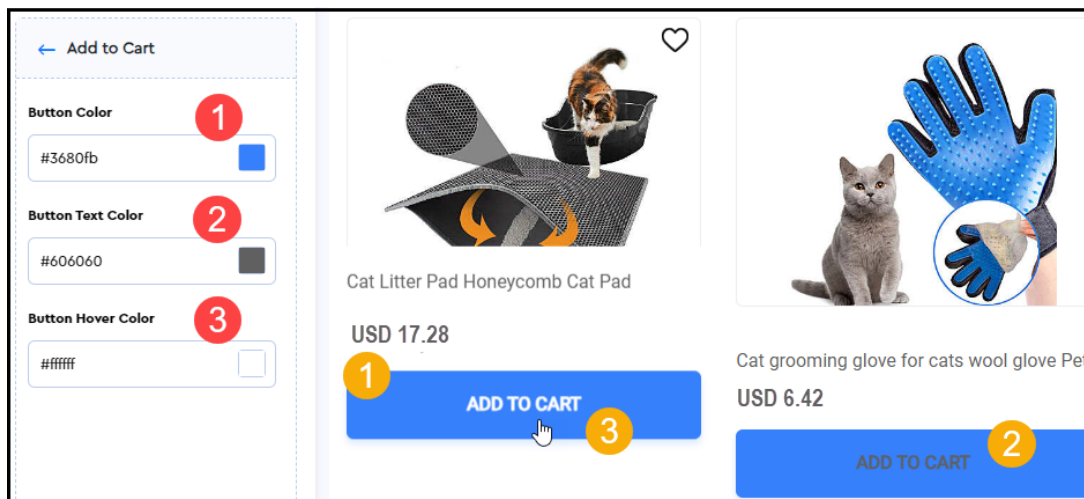 ← Add to Cart
Button Color
1
#3680fb
Button Text Color
2
#606060
Button Hover Color
3
#ffffff
Cat Litter Pad Honeycomb Cat Pad
USD 17.28
1
ADD TO CART
3
Cat grooming glove for cats wool glove Pe
USD 6.42
2
ADD TO CART